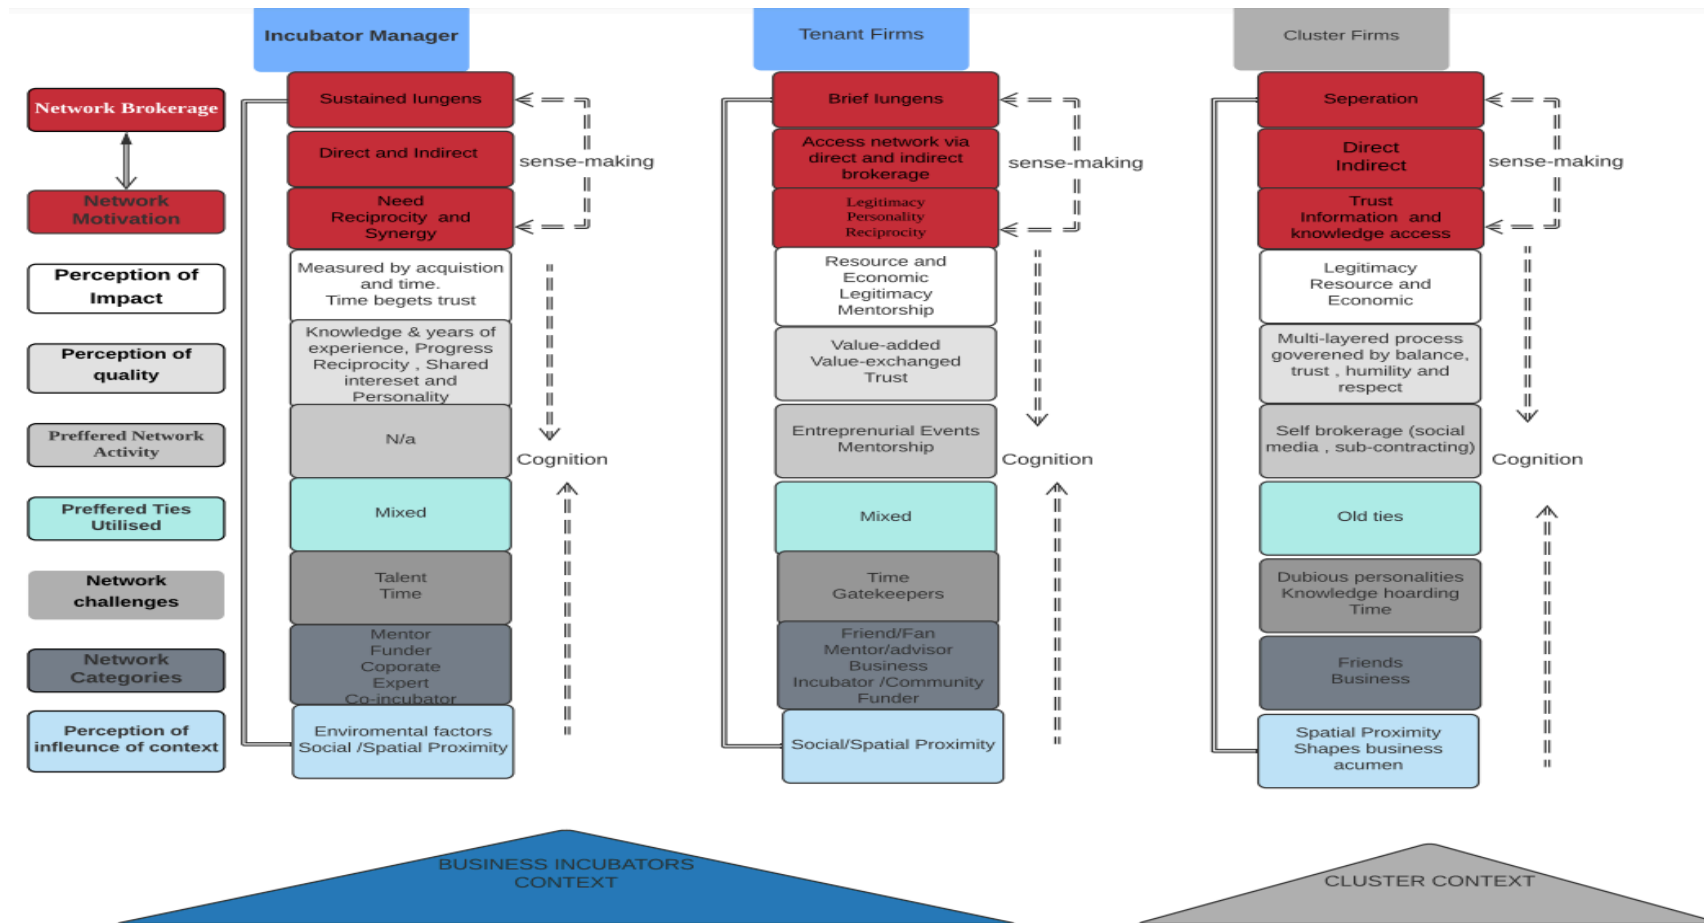 Incubator Manager
Tenant Firms
Cluster Firms
Network Brokerage
Network
Motivation
Perception of
Impact
Perception of
quality
Preffered Network
Activity
Preffered Ties
Utilised
Network
challenges
Network
Categories
Perception of
infleunce of context
Sustained Iungens
Direct and Indirect
Need
Reciprocity and
Synergy
Measured by acquistion
and time.
Time begets trust
Knowledge & years of
experience, Progress
Reciprocity , Shared
intereset and
Personality
N/a
Mixed
Talent
Time
Mentor
Funder
Coporate
Expert
Co-incubator
Enviromental factors
Social /Spatial Proximity
sense-making
Cognition
Brief Iungens
Access network via
direct and indirect
brokerage
Legitimacy
Personality
Reciprocity
Resource and
Economic
Legitimacy
Mentorship
Value-added
Value-exchanged
Trust
Entreprenurial Events
Mentorship
Mixed
Time
Gatekeepers
Friend/Fan
Mentor/advisor
Business
Incubator /Community
Funder
Social/Spatial Proximity
sense-making
Cognition
Seperation
Direct
Indirect
Trust
Information and
knowledge access
Legitimacy
Resource and
Economic
Multi-layered process
goverened by balance,
trust , humility and
respect
Self brokerage (social
media , sub-contracting)
Old ties
Dubious personalities
Knowledge hoarding
Time
Friends
Business
Spatial Proximity
Shapes business
acumen
sense-making
Cognition
BUSINESS INCUBATORS
CONTEXT
CLUSTER CONTEXT